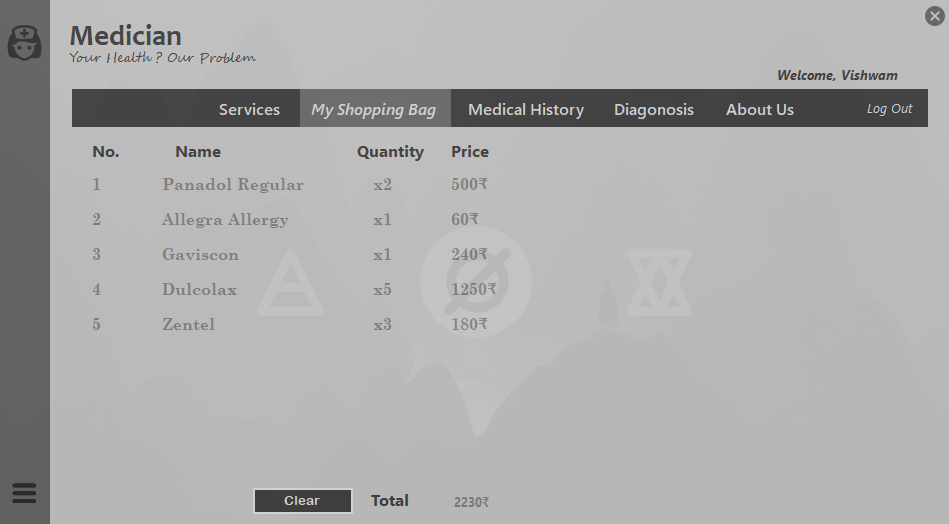 Medician
Your Health ? Our Problem
Welcome, Vishwam
Services My Shopping Bag Medical History Diagonosis About Us Log Out
No. Name Quantity Price
1 Panadol Regular x2 500₹
2 Allegra Allergy x1 60₹
3 Gaviscon x1 240₹
4 Dulcolax x5 1250₹
5 Zentel x3 180₹
Clear Total 2230₹